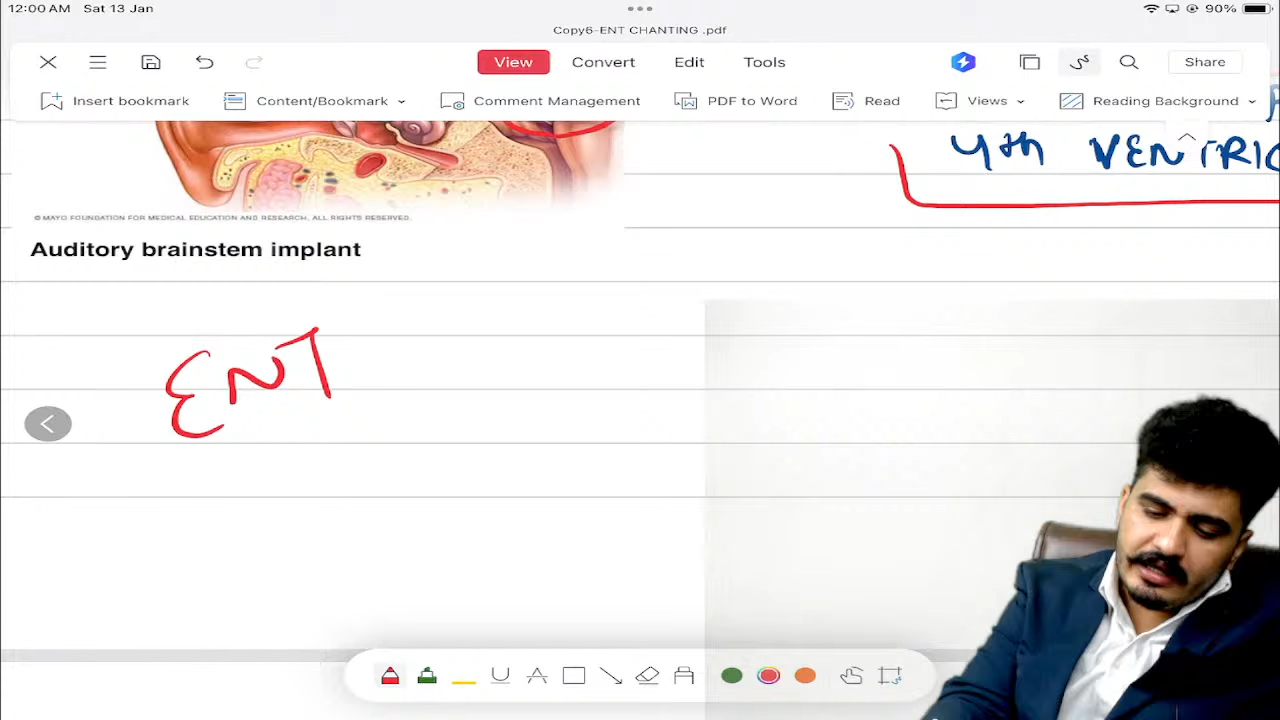 12:00 AM Sat 13 Jan
90%
Copy6-ENT CHANTING .pdf
View Convert Edit Tools Share
Insert bookmark Content/Bookmark Comment Management PDF to Word Read Views Reading Background
4th VENTRIC
© MAYO FOUNDATION FOR MEDICAL EDUCATION AND RESEARCH. ALL RIGHTS RESERVED.
Auditory brainstem implant
ENT